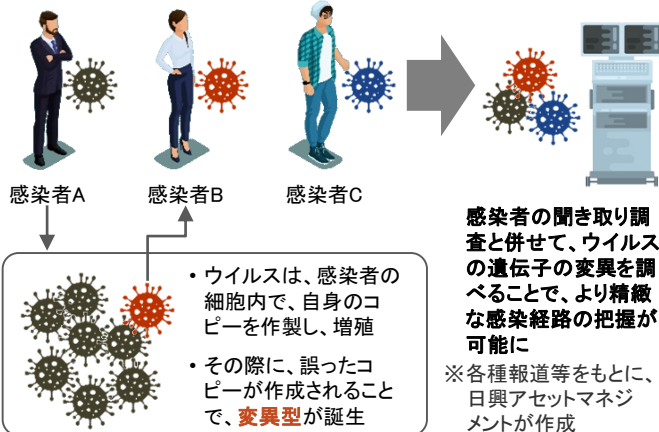 感染者A
感染者B
感染者C
・ウイルスは、感染者の
細胞内で、自身のコ
ピーを作製し、増殖
・その際に、誤ったコ
ピーが作成されること
で、変異型が誕生
感染者の聞き取り調
査と併せて、ウイルス
の遺伝子の変異を調
べることで、より精緻
な感染経路の把握が
可能に
※各種報道等をもとに、
日興アセットマネジ
メントが作成